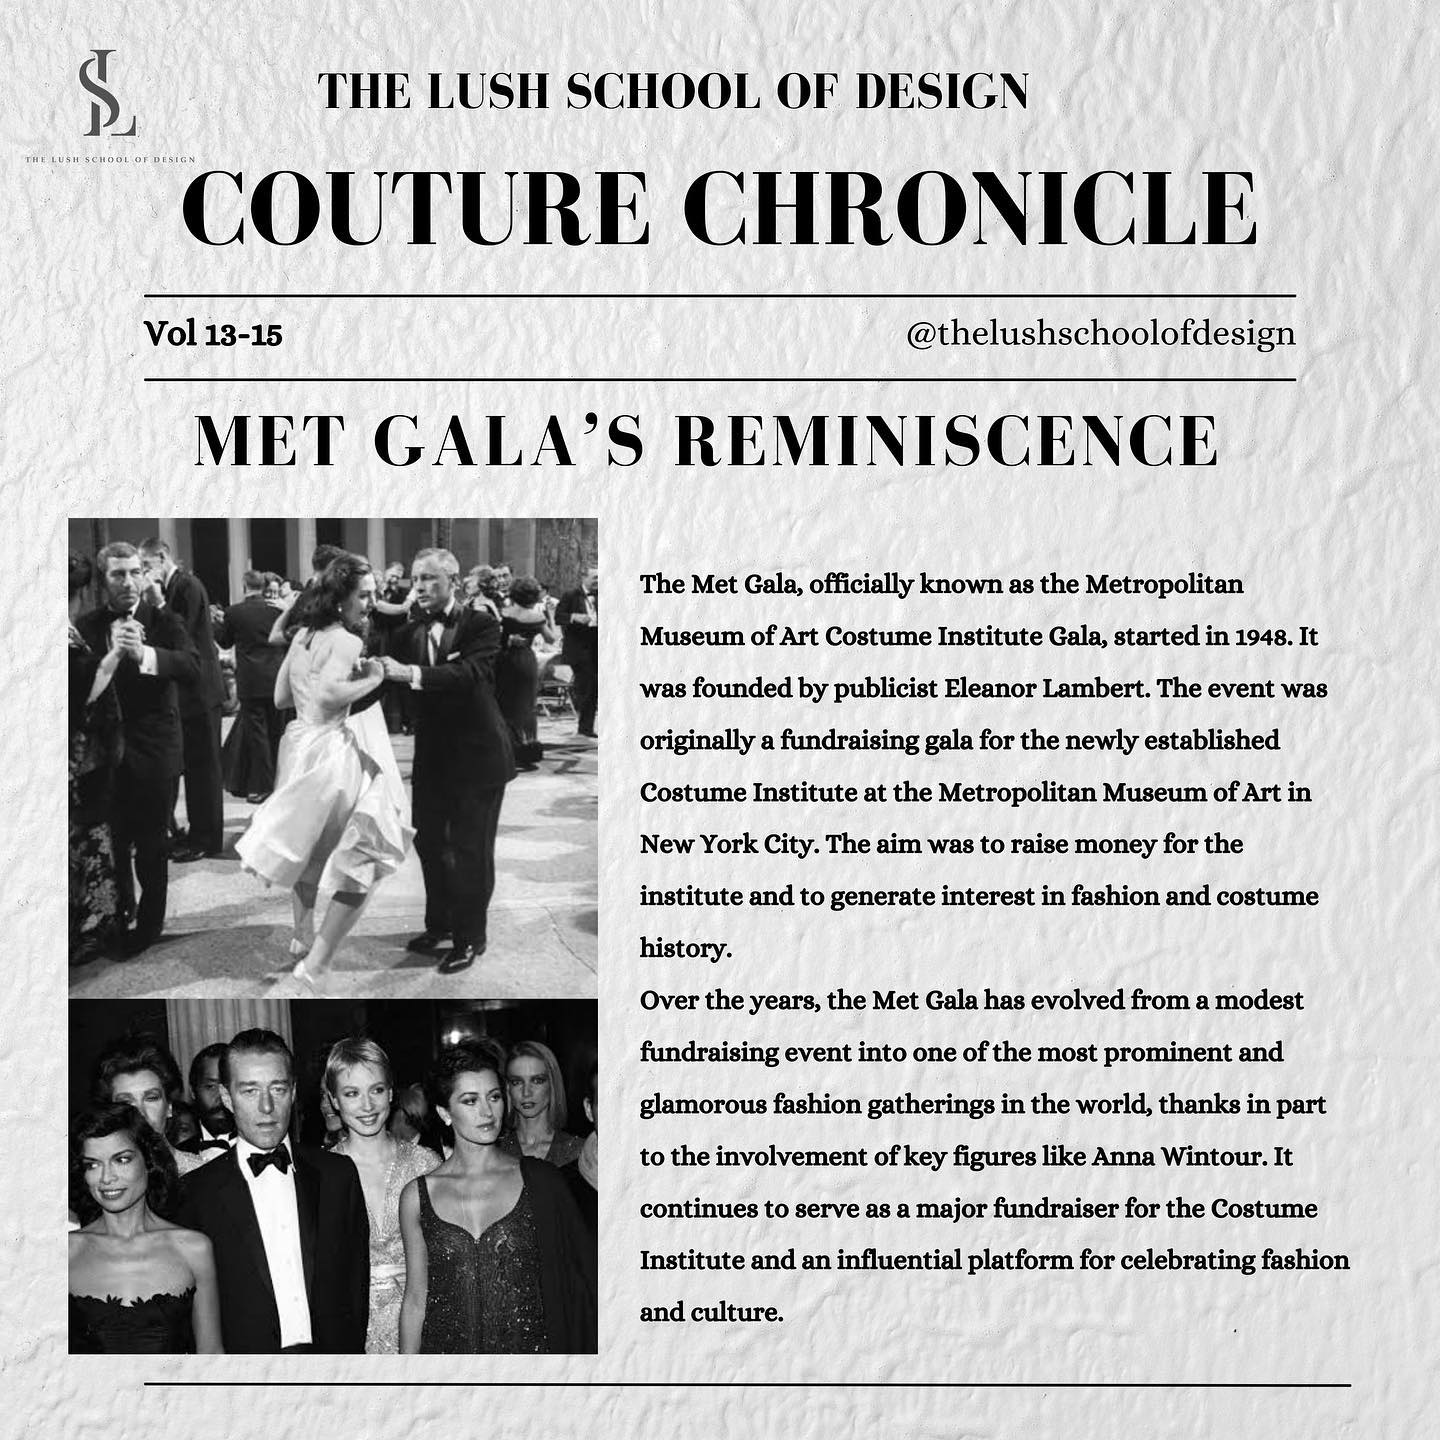 SL
THE LUSH SCHOOL OF DESIGN
THE LUSH SCHOOL OF DESIGN
COUTURE CHRONICLE
Vol 13-15
@thelushschoolofdesign
MET GALA’S REMINISCENCE
The Met Gala, officially known as the Metropolitan
Museum of Art Costume Institute Gala, started in 1948. It
was founded by publicist Eleanor Lambert. The event was
originally a fundraising gala for the newly established
Costume Institute at the Metropolitan Museum of Art in
New York City. The aim was to raise money for the
institute and to generate interest in fashion and costume
history.
Over the years, the Met Gala has evolved from a modest
fundraising event into one of the most prominent and
glamorous fashion gatherings in the world, thanks in part
to the involvement of key figures like Anna Wintour. It
continues to serve as a major fundraiser for the Costume
Institute and an influential platform for celebrating fashion
and culture.